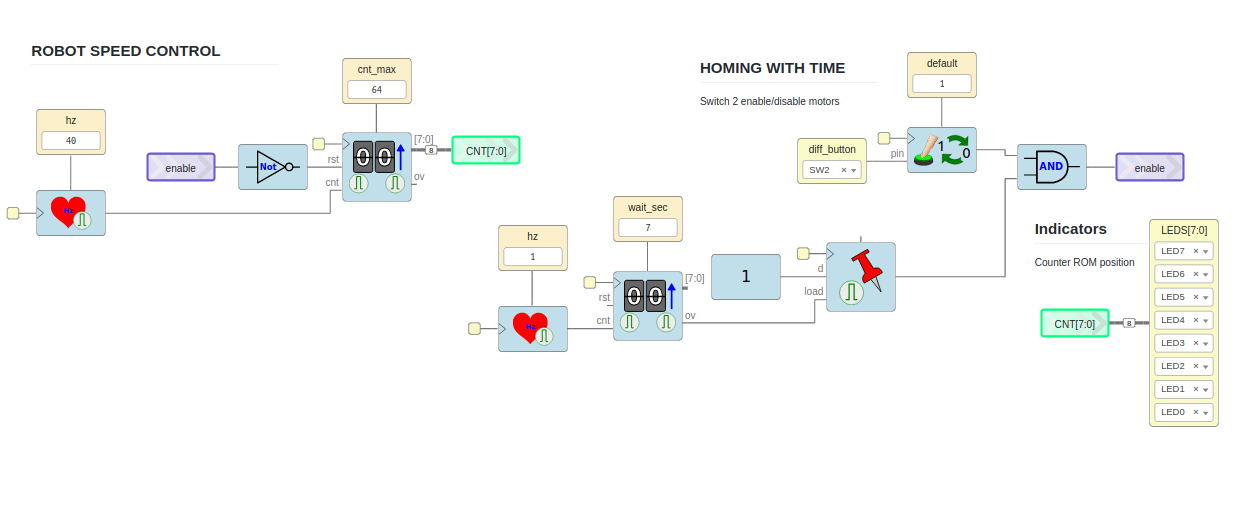 ROBOT SPEED CONTROL
cnt_max
64
hz
40
enable
Not
rst
cnt
[7:0]
8
ov
CNT[7:0]
Hz
HOMING WITH TIME
Switch 2 enable/disable motors
default
1
diff_button
SW2
pin
1
0
AND
enable
wait_sec
7
hz
1
Hz
rst
cnt
00
[7:0]
ov
1
d
load
00
Indicators
Counter ROM position
CNT[7:0]
8
LEDS[7:0]
LED7
LED6
LED5
LED4
LED3
LED2
LED1
LED0